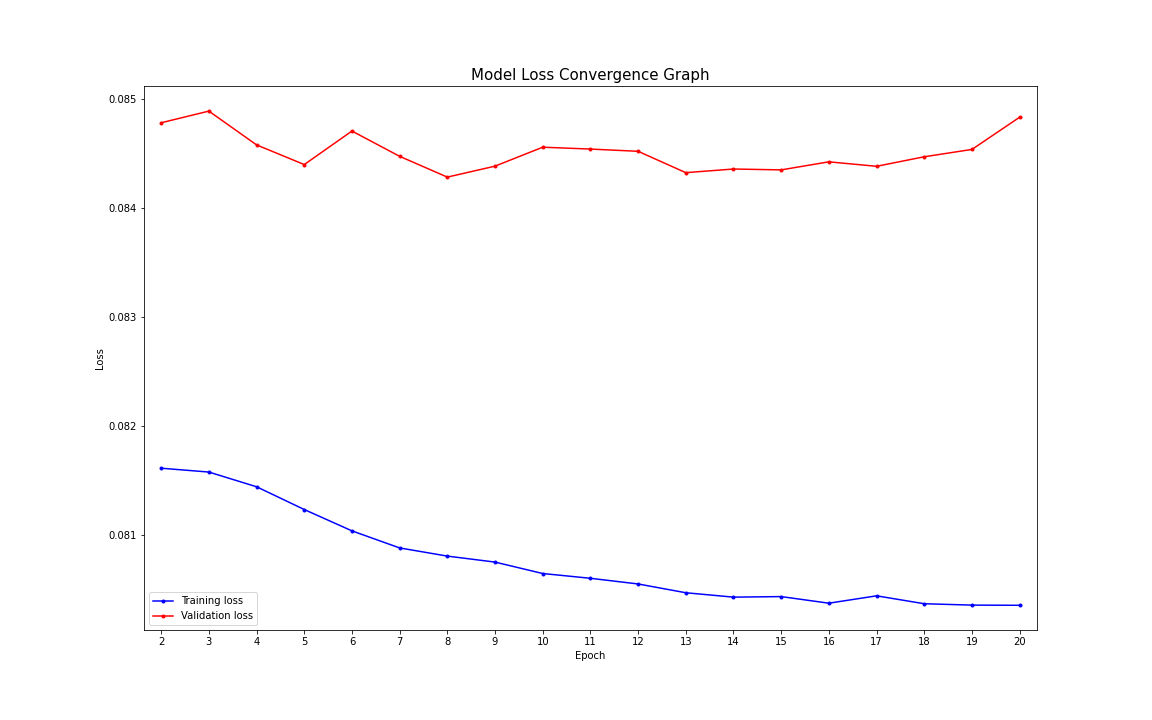 Model Loss Convergence Graph
0.085
0.084
0.083
0.082
0.081
Loss
Training loss
Validation loss
2 3 4 5 6 7 8 9 10 11 12 13 14 15 16 17 18 19 20
Epoch